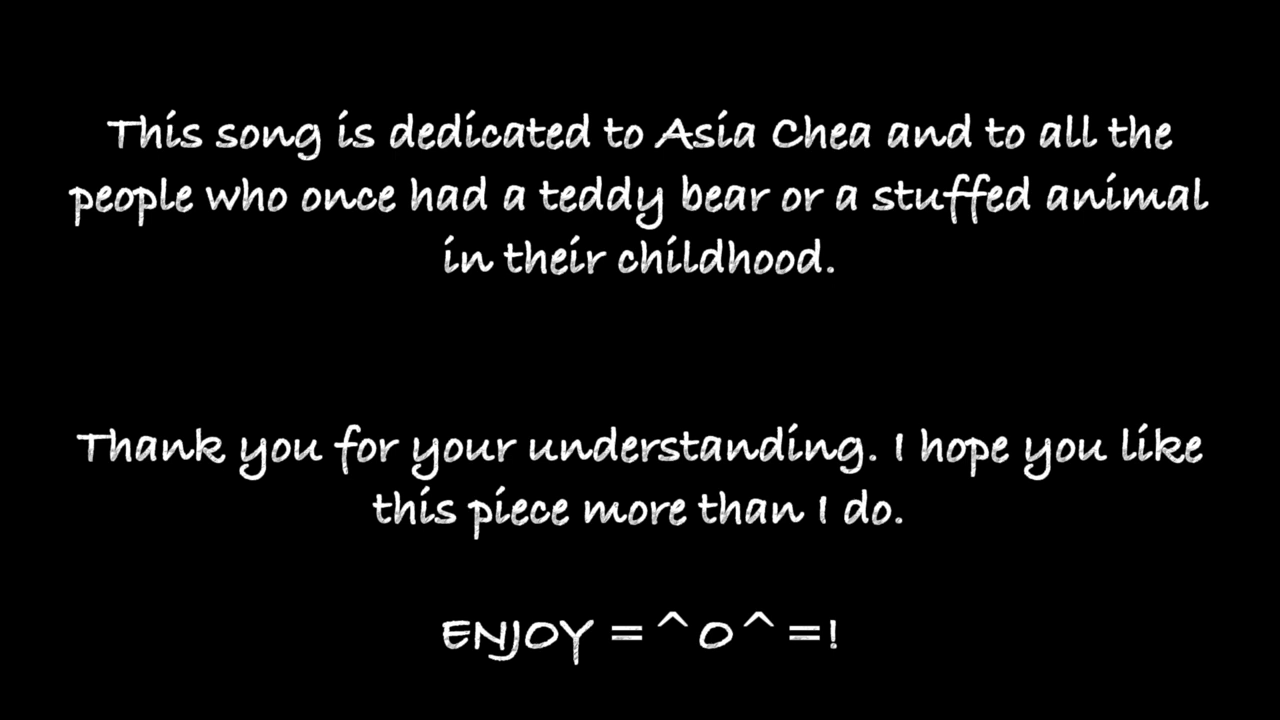 This song is dedicated to Asia Chea and to all the
people who once had a teddy bear or a stuffed animal
in their childhood.
Thank you for your understanding. I hope you like
this piece more than I do.
ENJOY =^O^=!